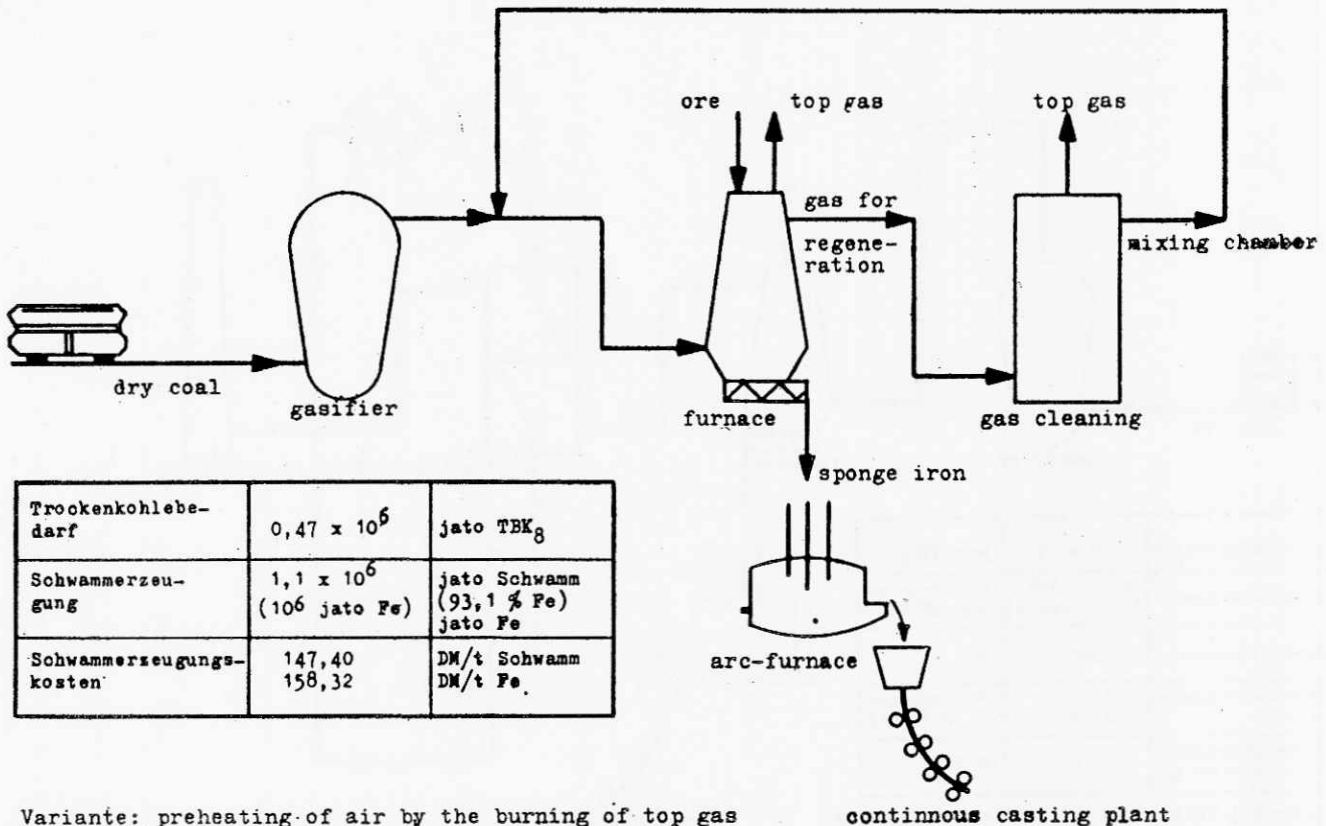 ore
top gas
top gas
gas for
regene-
ration
mixing chamber
dry coal
gasifier
furnace
gas cleaning
sponge iron
Trockenkohlebe-
darf
0,47 x 10⁶
jato TBK₈
Schwammerzeu-
gung
1,1 x 10⁶
(10⁶ jato Fe)
jato Schwamm
(93,1 % Fe)
jato Fe
Schwammerzeugungs-
kosten
147,40
158,32
DM/t Schwamm
DM/t Fe
arc-furnace
Variante: preheating of air by the burning of top gas
continnous casting plant